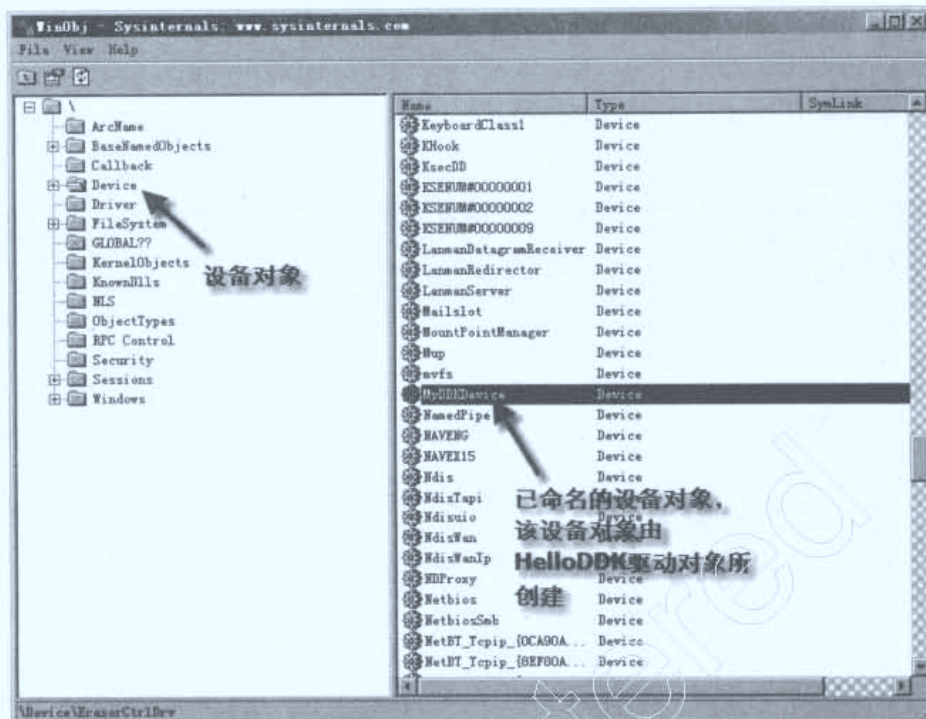 WinObj - Sysinternals: www.sysinternals.com
File View Help
\
ArcName
BaseNamedObjects
Callback
Device
Driver
FileSystem
GLOBAL??
KernelObjects
KnownDlls
NLS
ObjectTypes
RPC Control
Security
Sessions
Windows
设备对象
Name Type SymLink
KeyboardClass1 Device
KHook Device
KsecDD Device
KSENUM#00000001 Device
KSENUM#00000002 Device
KSENUM#00000009 Device
LanmanDatagramReceiver Device
LanmanRedirector Device
LanmanServer Device
Mailslot Device
MountPointManager Device
Mup Device
mvfs Device
MyDDKDevice Device
NamedPipe Device
NAVENG Device
NAVEX15 Device
Ndis Device
NdisTapi
Ndisuio Device
NdisWan
NdisWanIp
NDProxy Device
Netbios Device
NetbiosSmb Device
NetBT_Tcpip_{0CA90A... Device
NetBT_Tcpip_{8EF80A... Device
已命名的设备对象,
该设备对象由
HelloDDK驱动对象所
创建
\Device\EraserCtrlDrv